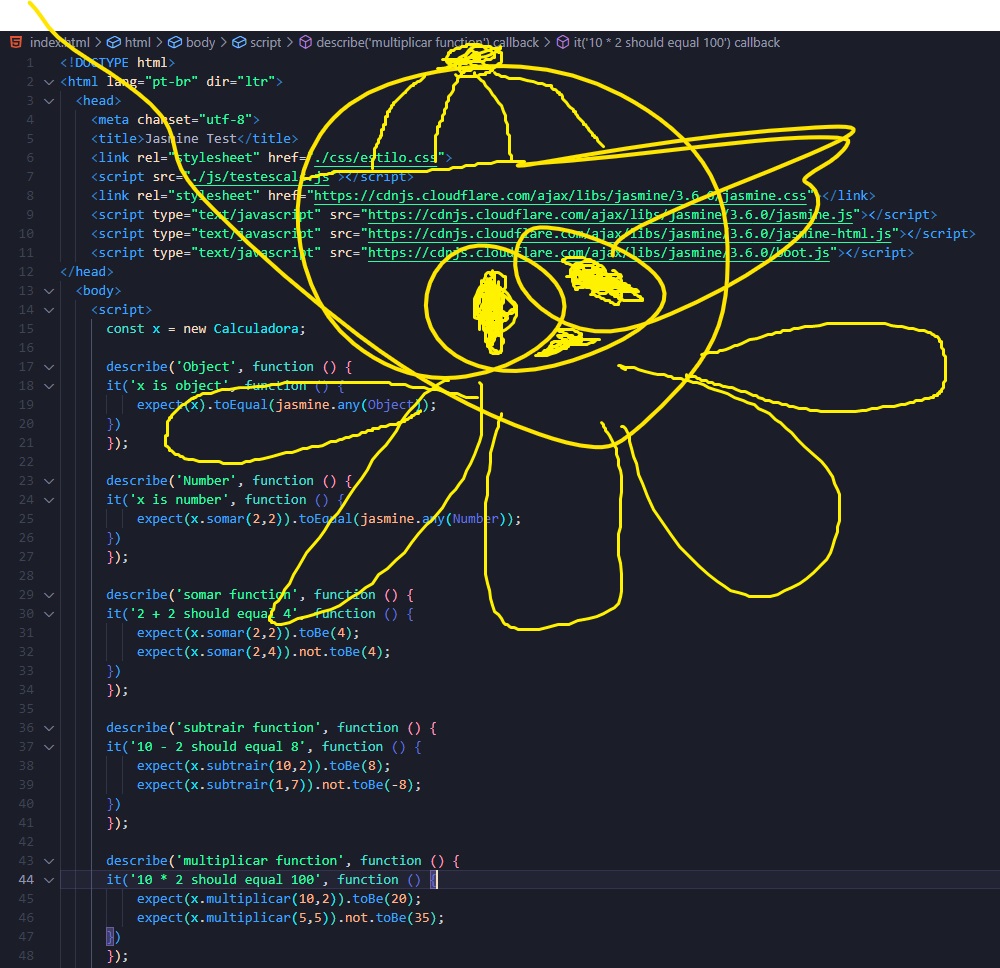 index.html > html > body > script > describe('multiplicar function') callback > it('10 * 2 should equal 100') callback
1 <!DOCTYPE html>
2 <html lang="pt-br" dir="ltr">
3 <head>
4 <meta charset="utf-8">
5 <title>Jasmine Test</title>
6 <link rel="stylesheet" href="./css/estilo.css">
7 <script src="./js/testescalc.js"></script>
8 <link rel="stylesheet" href="https://cdnjs.cloudflare.com/ajax/libs/jasmine/3.6.0/jasmine.css"></link>
9 <script type="text/javascript" src="https://cdnjs.cloudflare.com/ajax/libs/jasmine/3.6.0/jasmine.js"></script>
10 <script type="text/javascript" src="https://cdnjs.cloudflare.com/ajax/libs/jasmine/3.6.0/jasmine-html.js"></script>
11 <script type="text/javascript" src="https://cdnjs.cloudflare.com/ajax/libs/jasmine/3.6.0/boot.js"></script>
12 </head>
13 <body>
14 <script>
15 const x = new Calculadora;
16
17 describe('Object', function () {
18 it('x is object', function () {
19 expect(x).toEqual(jasmine.any(Object));
20 })
21 });
22
23 describe('Number', function () {
24 it('x is number', function () {
25 expect(x.somar(2,2)).toEqual(jasmine.any(Number));
26 })
27 });
28
29 describe('somar function', function () {
30 it('2 + 2 should equal 4', function () {
31 expect(x.somar(2,2)).toBe(4);
32 expect(x.somar(2,4)).not.toBe(4);
33 })
34 });
35
36 describe('subtrair function', function () {
37 it('10 - 2 should equal 8', function () {
38 expect(x.subtrair(10,2)).toBe(8);
39 expect(x.subtrair(1,7)).not.toBe(-8);
40 })
41 });
42
43 describe('multiplicar function', function () {
44 it('10 * 2 should equal 100', function () {
45 expect(x.multiplicar(10,2)).toBe(20);
46 expect(x.multiplicar(5,5)).not.toBe(35);
47 })
48 });